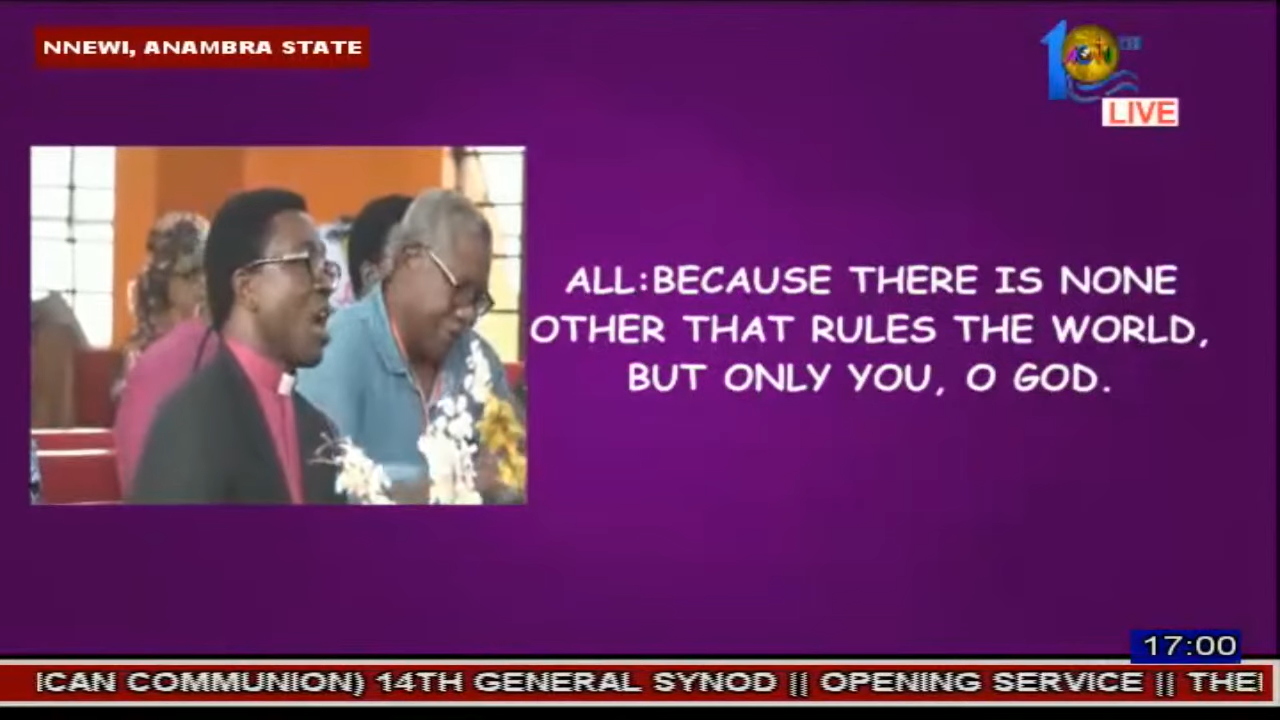 NNEWI, ANAMBRA STATE
LIVE
ALL:BECAUSE THERE IS NONE
OTHER THAT RULES THE WORLD,
BUT ONLY YOU, O GOD.
17:00
ICAN COMMUNION) 14TH GENERAL SYNOD || OPENING SERVICE || THE